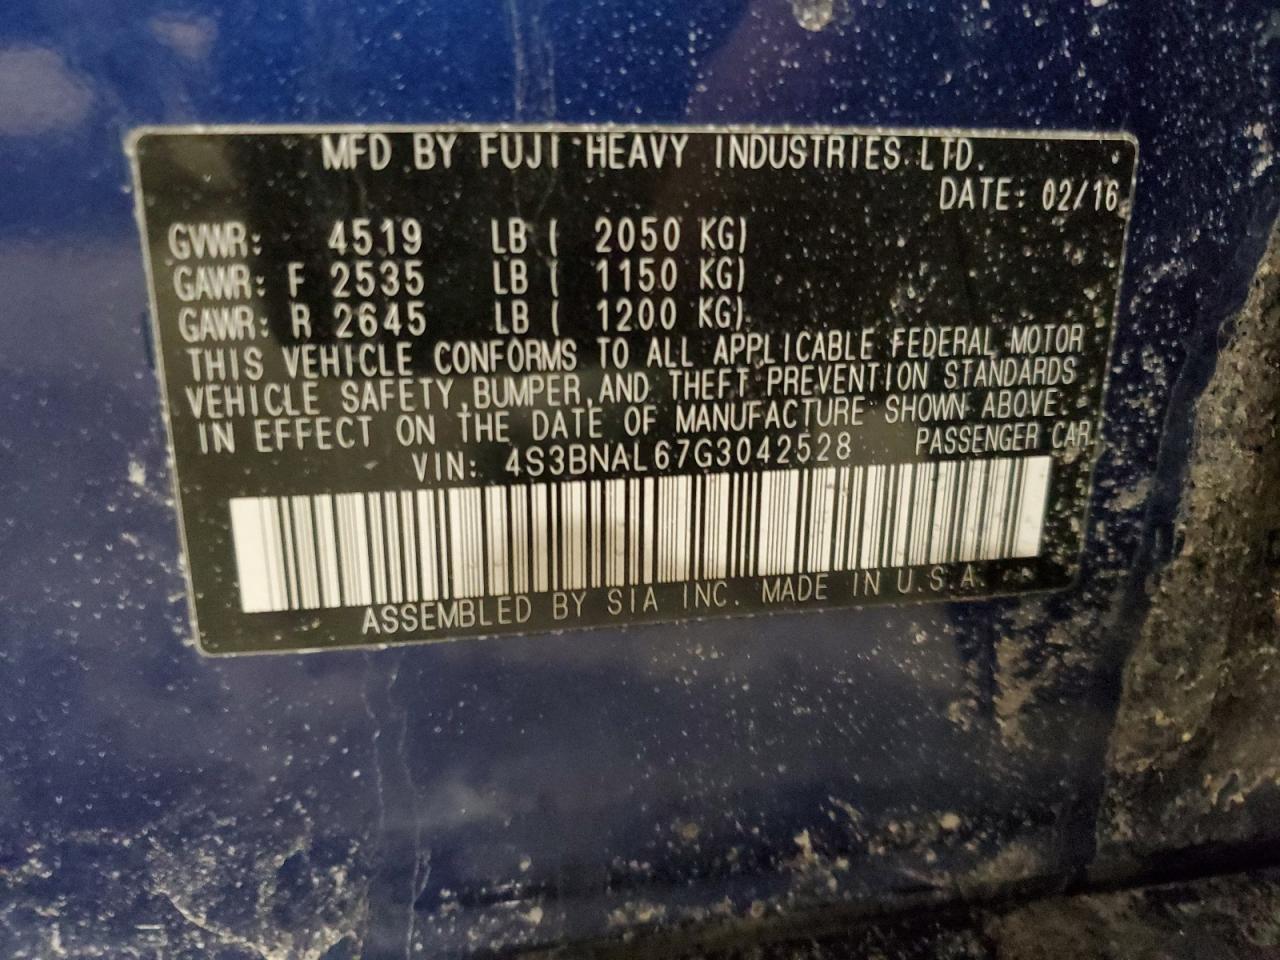 MFD BY FUJI HEAVY INDUSTRIES LTD.
DATE: 02/16
GVWR: 4519 LB ( 2050 KG)
GAWR: F 2535 LB ( 1150 KG)
GAWR: R 2645 LB ( 1200 KG)
THIS VEHICLE CONFORMS TO ALL APPLICABLE FEDERAL MOTOR
VEHICLE SAFETY,BUMPER,AND THEFT PREVENTION STANDARDS
IN EFFECT ON THE DATE OF MANUFACTURE SHOWN ABOVE.
VIN: 4S3BNAL67G3042528 PASSENGER CAR
ASSEMBLED BY SIA INC. MADE IN U.S.A.